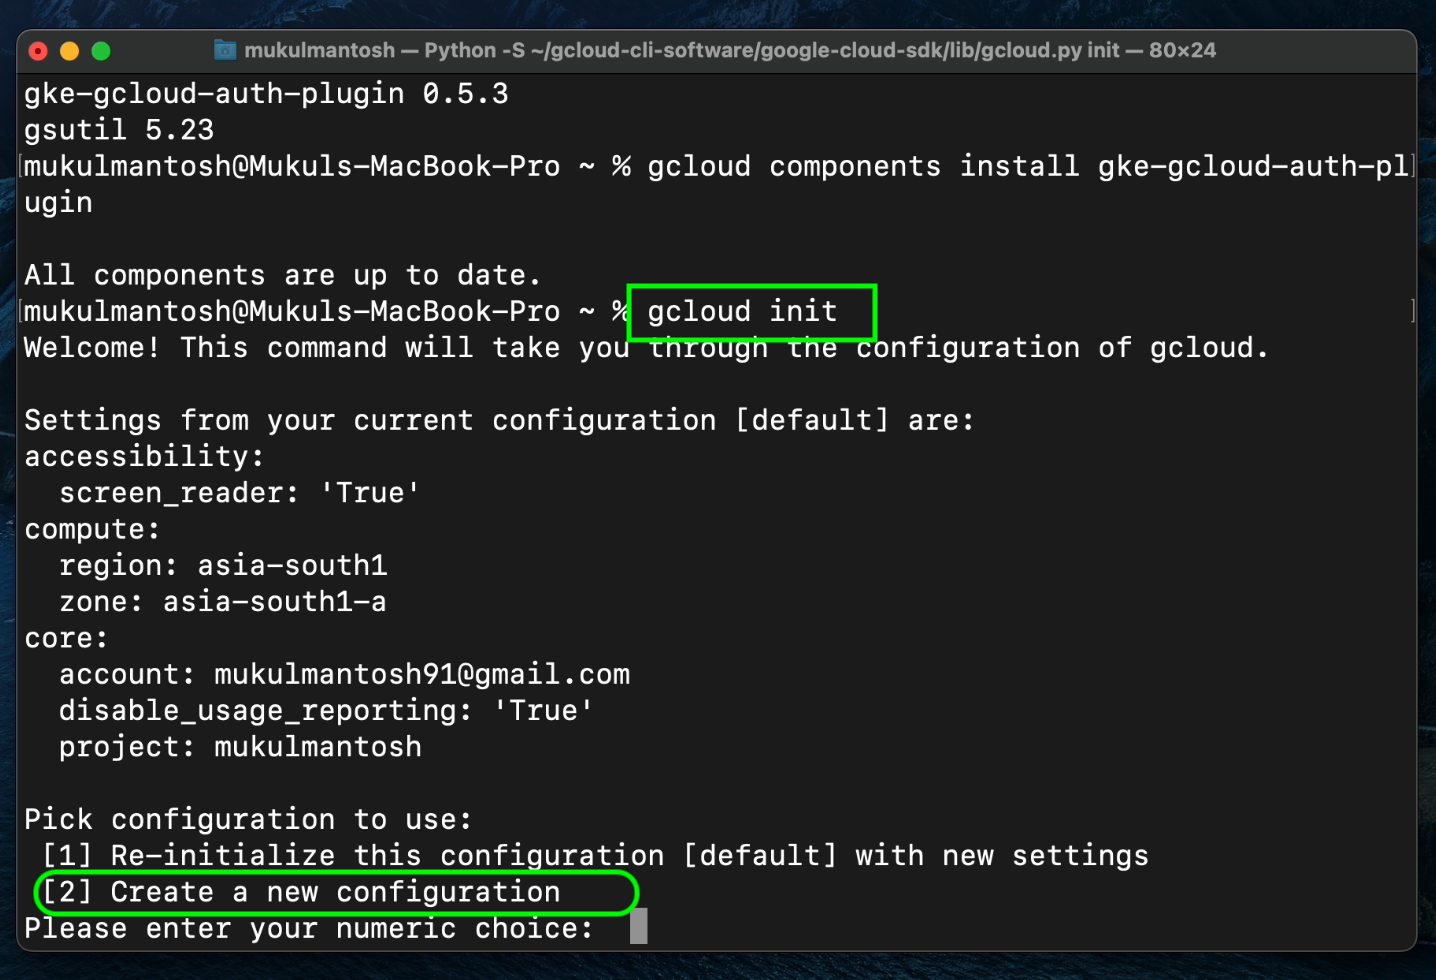 mukulmantosh — Python -S ~/gcloud-cli-software/google-cloud-sdk/lib/gcloud.py init — 80×24
gke-gcloud-auth-plugin 0.5.3
gsutil 5.23
[mukulmantosh@Mukuls-MacBook-Pro ~ % gcloud components install gke-gcloud-auth-pl]
ugin

All components are up to date.
[mukulmantosh@Mukuls-MacBook-Pro ~ % gcloud init ]
Welcome! This command will take you through the configuration of gcloud.

Settings from your current configuration [default] are:
accessibility:
  screen_reader: 'True'
compute:
  region: asia-south1
  zone: asia-south1-a
core:
  account: mukulmantosh91@gmail.com
  disable_usage_reporting: 'True'
  project: mukulmantosh

Pick configuration to use:
 [1] Re-initialize this configuration [default] with new settings
 [2] Create a new configuration
Please enter your numeric choice: